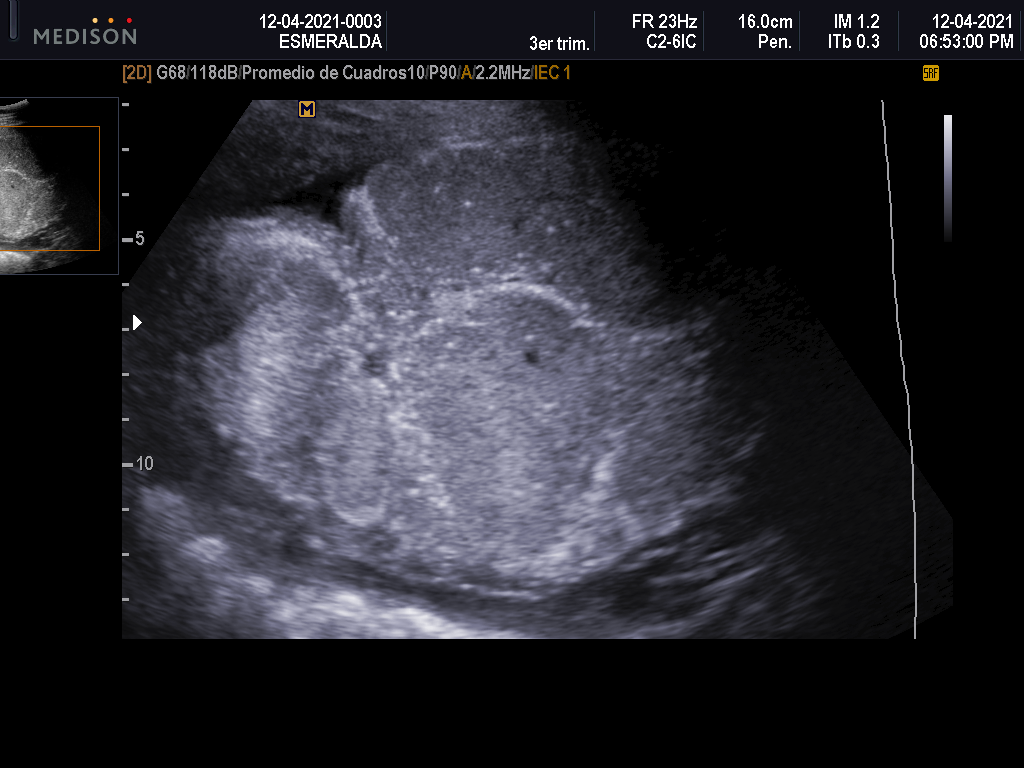 MEDISON
12-04-2021-0003
ESMERALDA
3er trim.
FR 23Hz
C2-6IC
16.0cm
Pen.
IM 1.2
ITb 0.3
12-04-2021
06:53:00 PM
[2D] G68/118dB/Promedio de Cuadros10/P90/A/2.2MHz/IEC 1
SRF
M
5
10